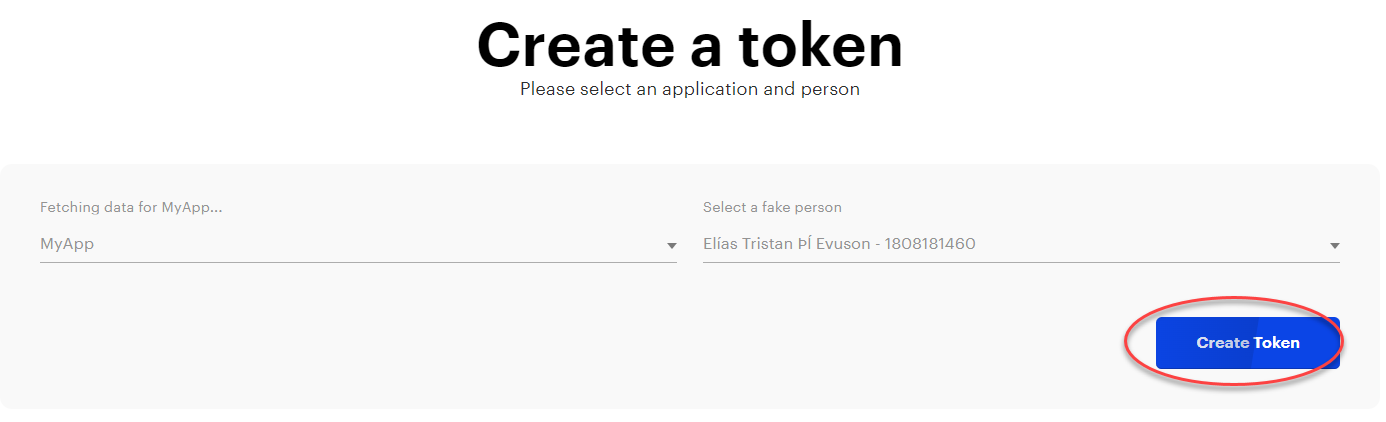 Create a token
Please select an application and person
Fetching data for MyApp...
Select a fake person
MyApp
Elías Tristan ÞÍ Evuson - 1808181460
Create Token